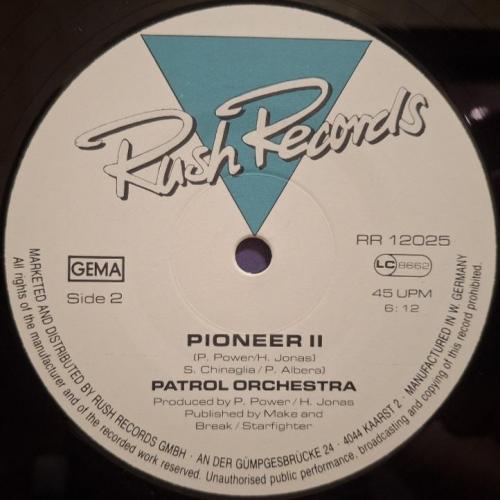 Rush Records
RR 12025
GEMA
LC 8662
Side 2
45 UPM
6:12
PIONEER II
(P. Power/H. Jonas)
S. Chinaglia/P. Albera)
PATROL ORCHESTRA
Produced by P. Power/H. Jonas
Published by Make and
Break/Starfighter
MARKETED AND DISTRIBUTED BY RUSH RECORDS GMBH · AN DER GÜMPGESBRÜCKE 24 · 4044 KAARST 2 · MANUFACTURED IN W. GERMANY
All rights of the manufacturer and of the recorded work reserved. Unauthorised public performance, broadcasting and copying of this record prohibited.